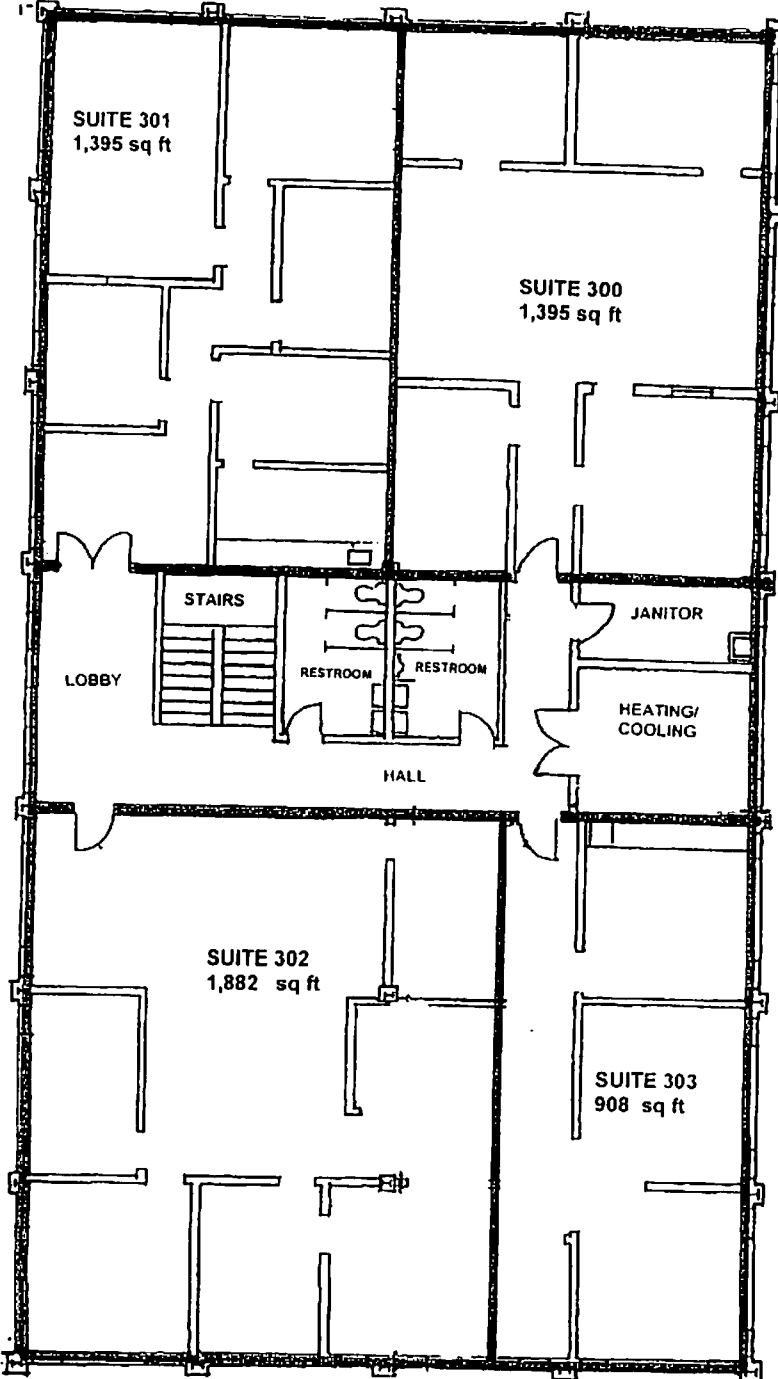 SUITE 301
1,395 sq ft
SUITE 300
1,395 sq ft
STAIRS
JANITOR
LOBBY
RESTROOM
RESTROOM
HEATING/
COOLING
HALL
SUITE 302
1,882 sq ft
SUITE 303
908 sq ft